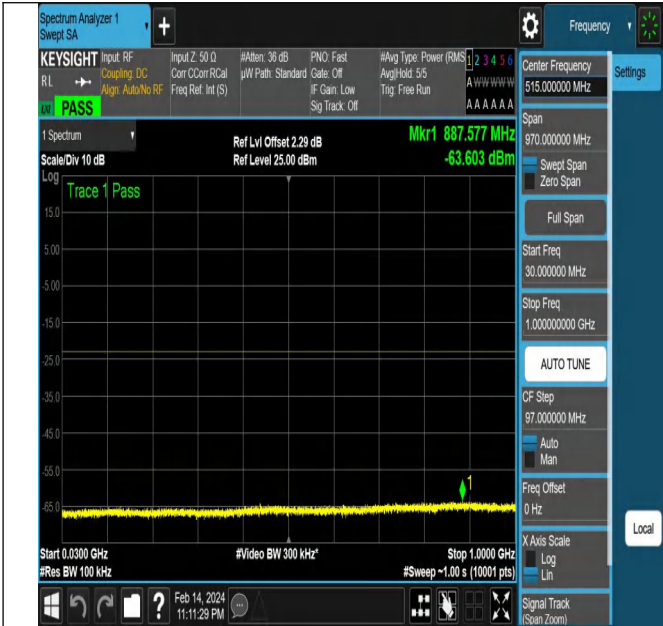 Spectrum Analyzer 1
Swept SA
+
Frequency
KEYSIGHT
RL
LXI
PASS
Input: RF
Coupling: DC
Align: Auto/No RF
Input Z: 50 Ω
Corr CCorr RCal
Freq Ref: Int (S)
#Atten: 36 dB
µW Path: Standard
PNO: Fast
Gate: Off
IF Gain: Low
Sig Track: Off
#Avg Type: Power (RMS
Avg|Hold: 5/5
Trig: Free Run
1 2 3 4 5 6
A W W W W W
A A A A A A
1 Spectrum
Scale/Div 10 dB
Ref Lvl Offset 2.29 dB
Ref Level 25.00 dBm
Mkr1 887.577 MHz
-63.603 dBm
Log
Trace 1 Pass
15.0
5.00
-5.00
-15.0
-25.0
-35.0
-45.0
-55.0
-65.0
1
Start 0.0300 GHz
#Res BW 100 kHz
#Video BW 300 kHz*
Stop 1.0000 GHz
#Sweep ~1.00 s (10001 pts)
Center Frequency
515.000000 MHz
Settings
Span
970.000000 MHz
Swept Span
Zero Span
Full Span
Start Freq
30.000000 MHz
Stop Freq
1.000000000 GHz
AUTO TUNE
CF Step
97.000000 MHz
Auto
Man
Freq Offset
0 Hz
X Axis Scale
Log
Lin
Local
Signal Track
(Span Zoom)
?
Feb 14, 2024
11:11:29 PM